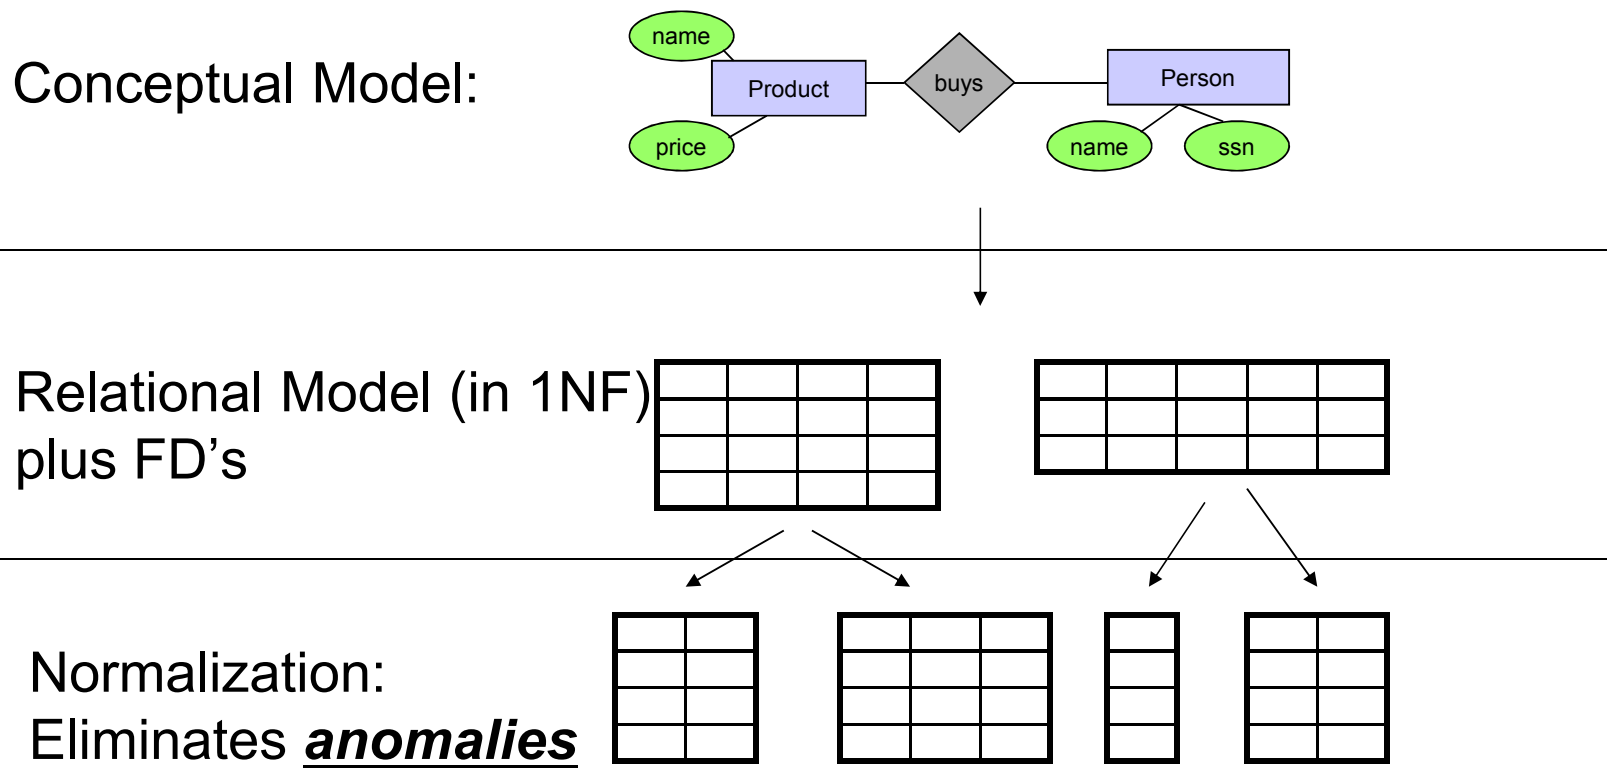 name
Conceptual Model:
Product
buys
Person
price
name
ssn
Relational Model (in 1NF)
plus FD’s
Normalization:
Eliminates anomalies